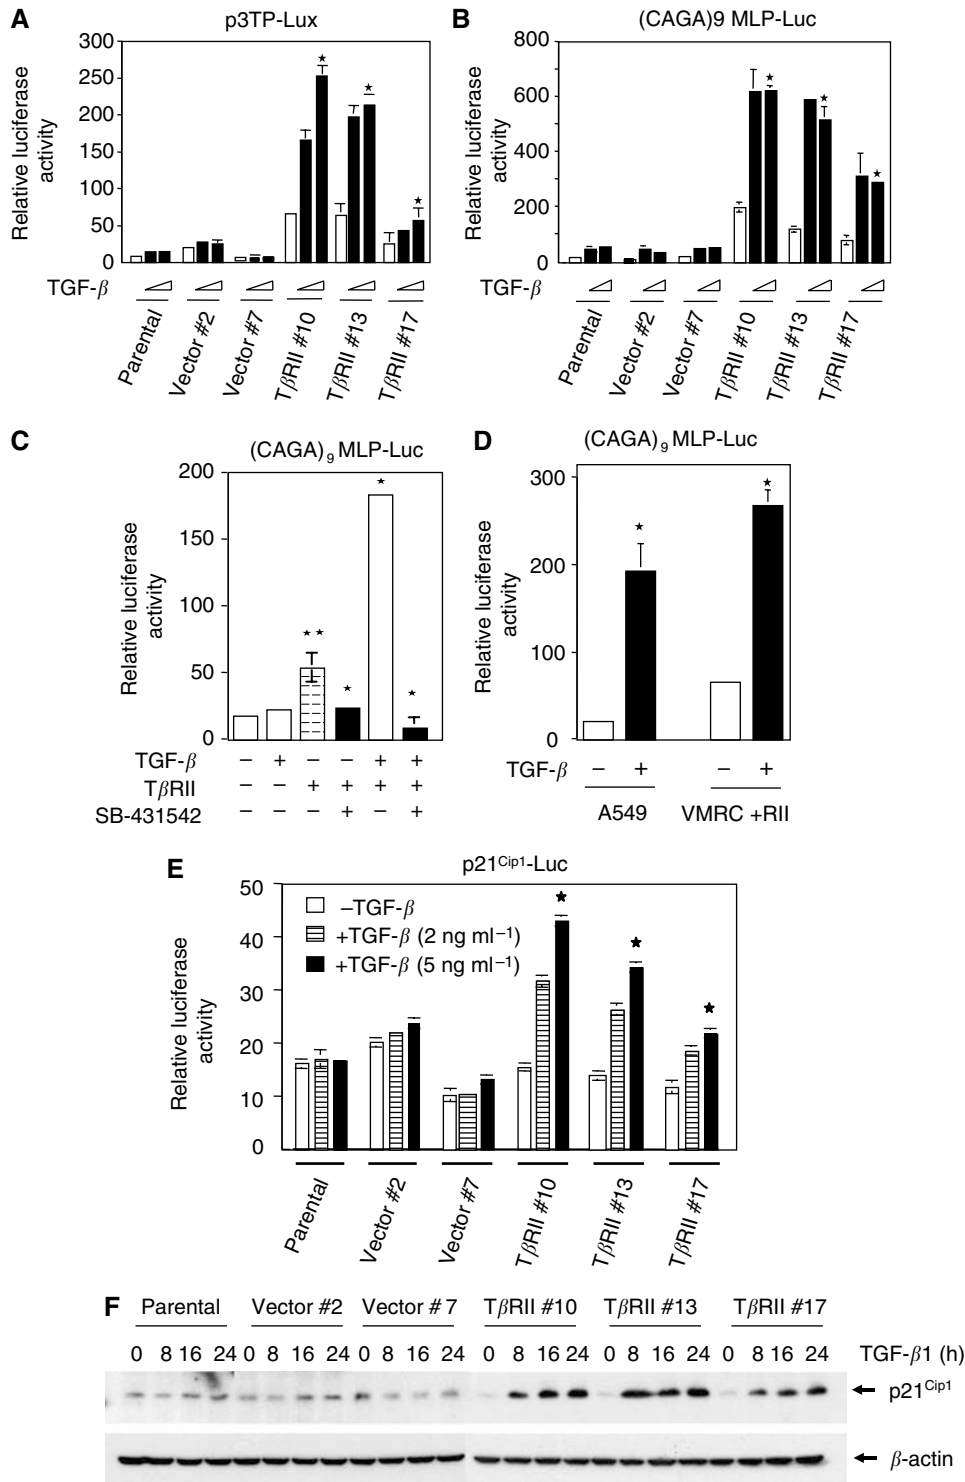 A
p3TP-Lux
Relative luciferase
activity
300
250
200
150
100
50
0
TGF-β
Parental
Vector #2
Vector #7
TβRII #10
TβRII #13
TβRII #17
B
(CAGA)9 MLP-Luc
Relative luciferase
activity
800
600
400
200
0
TGF-β
Parental
Vector #2
Vector #7
TβRII #10
TβRII #13
TβRII #17
C
(CAGA)9 MLP-Luc
Relative luciferase
activity
200
150
100
50
0
TGF-β – + – – + +
TβRII – – + + + +
SB-431542 – – – + – +
D
(CAGA)9 MLP-Luc
Relative luciferase
activity
300
200
100
0
TGF-β – + – +
A549 VMRC +RII
E
p21Cip1-Luc
Relative luciferase
activity
50
40
30
20
10
0
–TGF-β
+TGF-β (2 ng ml–1)
+TGF-β (5 ng ml–1)
Parental
Vector #2
Vector #7
TβRII #10
TβRII #13
TβRII #17
F
Parental Vector #2 Vector #7 TβRII #10 TβRII #13 TβRII #17
0 8 16 24 0 8 16 24 0 8 16 24 0 8 16 24 0 8 16 24 0 8 16 24 TGF-β1 (h)
p21Cip1
β-actin